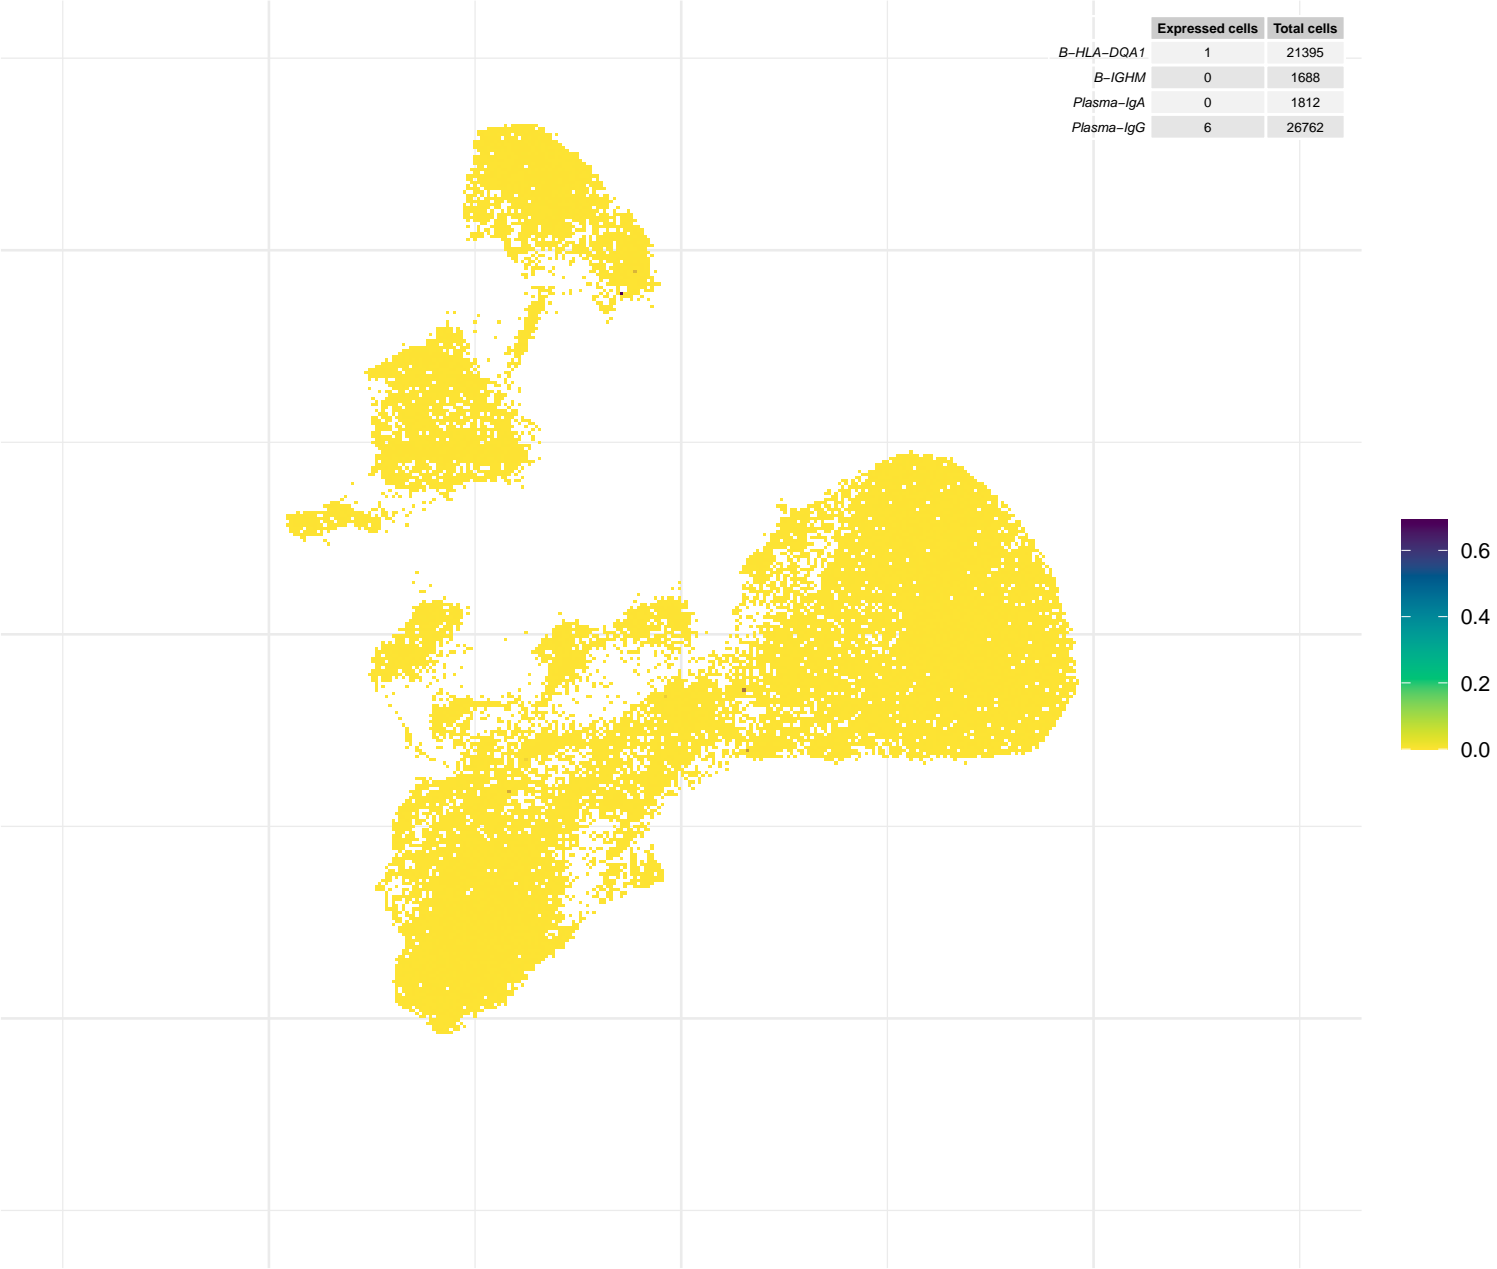 Expressed cells Total cells
B−HLA−DQA1 1 21395
B−IGHM 0 1688
Plasma−IgA 0 1812
Plasma−IgG 6 26762
0.6
0.4
0.2
0.0